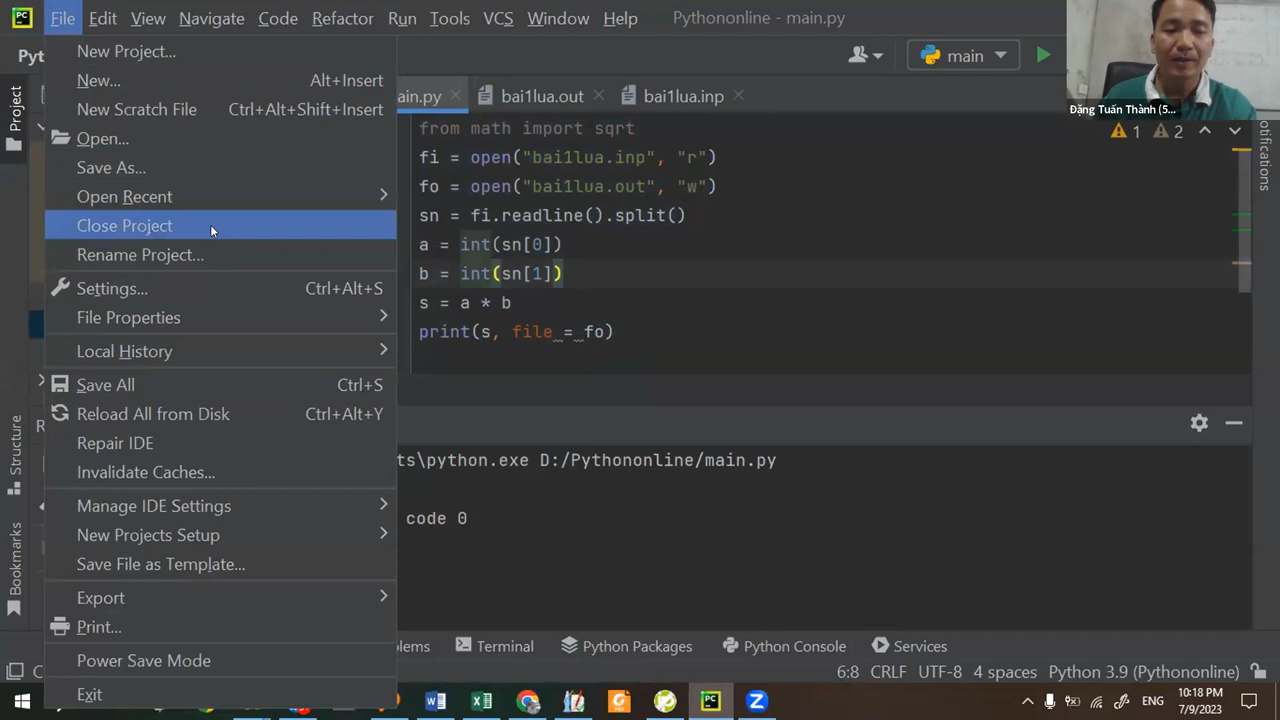 PC File Edit View Navigate Code Refactor Run Tools VCS Window Help Pythononline - main.py
Pyt
main
New Project...
New... Alt+Insert
New Scratch File Ctrl+Alt+Shift+Insert
Open...
Save As...
Open Recent
Close Project
Rename Project...
Settings... Ctrl+Alt+S
File Properties
Local History
Save All Ctrl+S
Reload All from Disk Ctrl+Alt+Y
Repair IDE
Invalidate Caches...
Manage IDE Settings
New Projects Setup
Save File as Template...
Export
Print...
Power Save Mode
Exit
Project
Structure
Bookmarks
ain.py bai1lua.out bai1lua.inp
from math import sqrt
fi = open("bai1lua.inp", "r")
fo = open("bai1lua.out", "w")
sn = fi.readline().split()
a = int(sn[0])
b = int(sn[1])
s = a * b
print(s, file = fo)
1 2
Đặng Tuấn Thành (5...
otifications
R
ts\python.exe D:/Pythononline/main.py
code 0
lems Terminal Python Packages Python Console Services
C 6:8 CRLF UTF-8 4 spaces Python 3.9 (Pythononline)
ENG
10:18 PM
7/9/2023